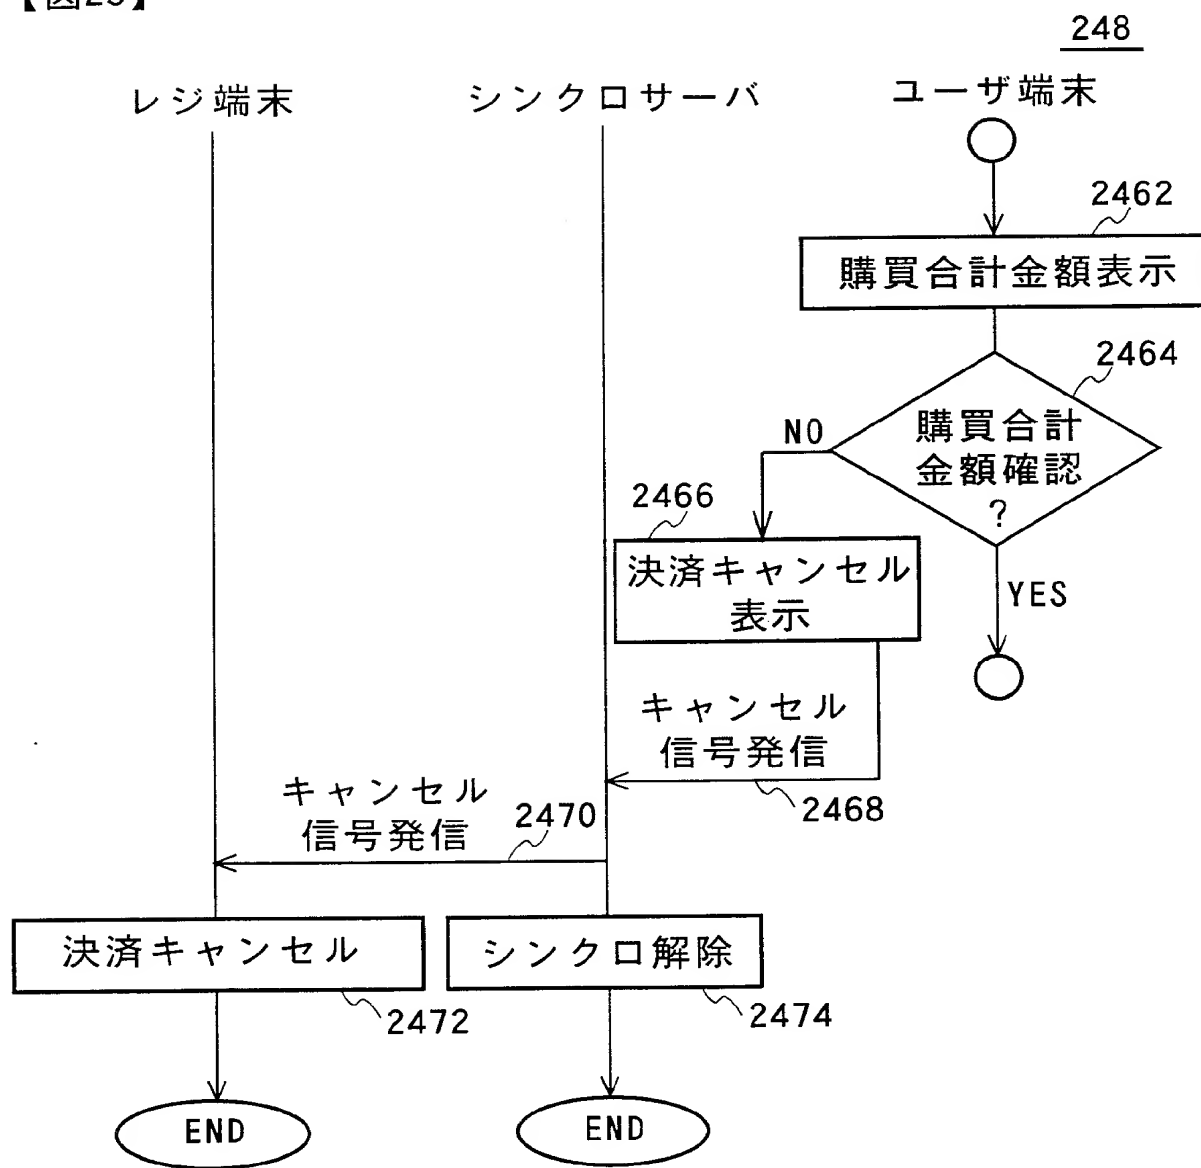 【図25】
248
レジ端末
シンクロサーバ
ユーザ端末
2462
購買合計金額表示
2464
購買合計
金額確認
?
NO
YES
2466
決済キャンセル
表示
キャンセル
信号発信
2468
キャンセル
信号発信
2470
決済キャンセル
2472
シンクロ解除
2474
END
END